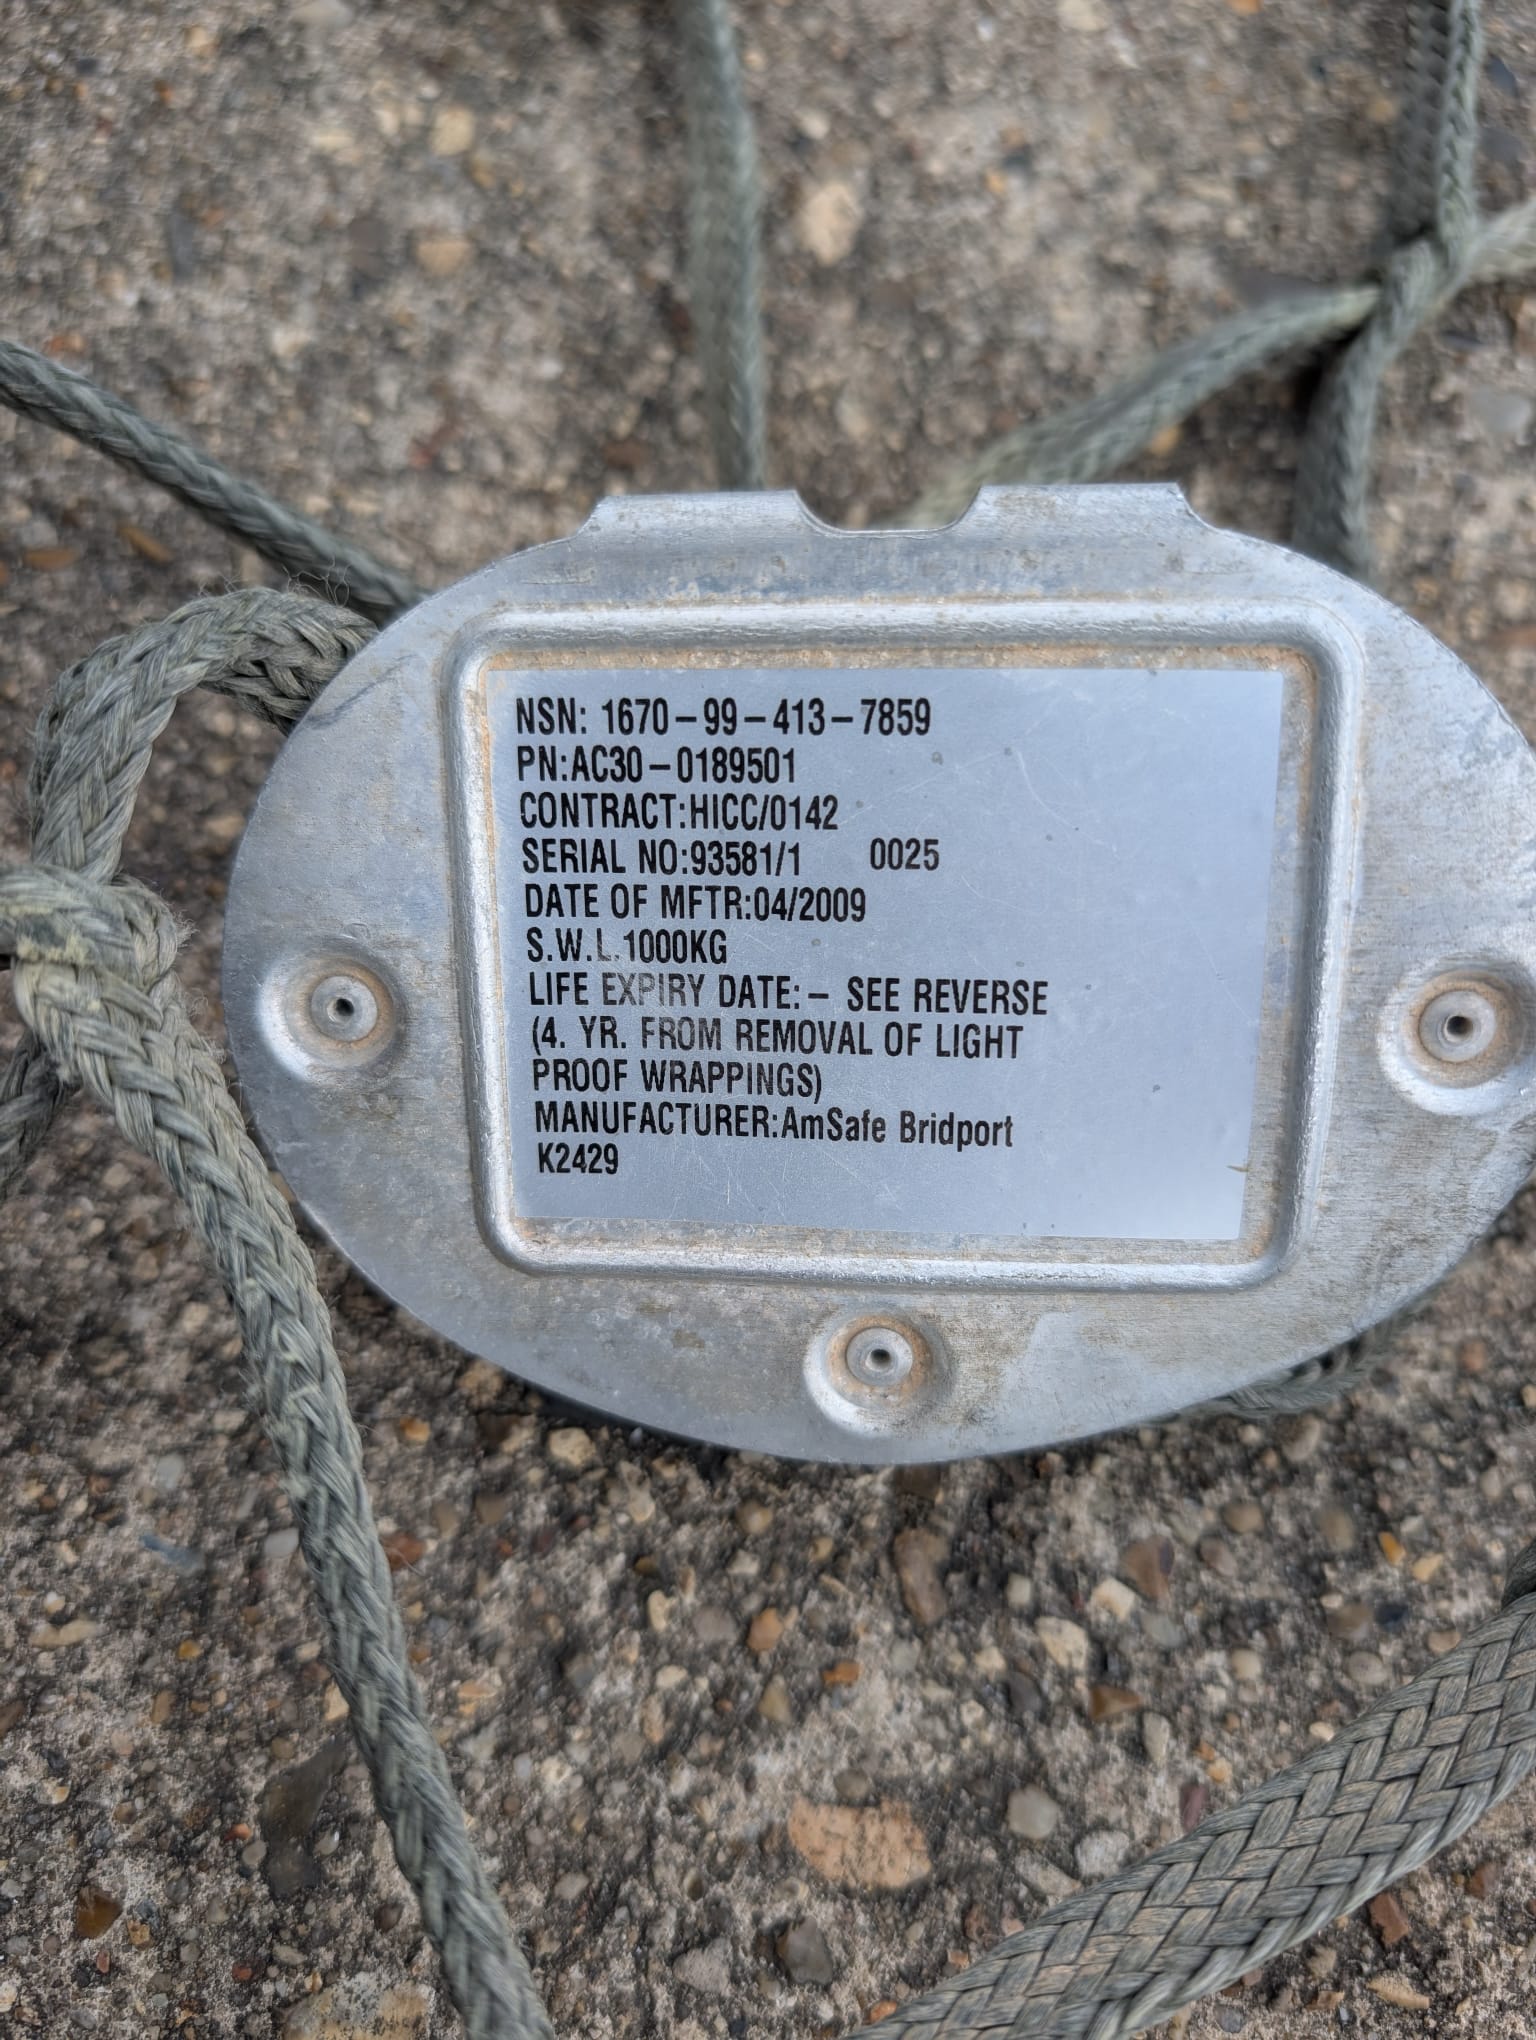 NSN: 1670-99-413-7859
PN:AC30-0189501
CONTRACT:HICC/0142
SERIAL NO:93581/1 0025
DATE OF MFTR:04/2009
S.W.L.1000KG
LIFE EXPIRY DATE:- SEE REVERSE
(4. YR. FROM REMOVAL OF LIGHT
PROOF WRAPPINGS)
MANUFACTURER:AmSafe Bridport
K2429